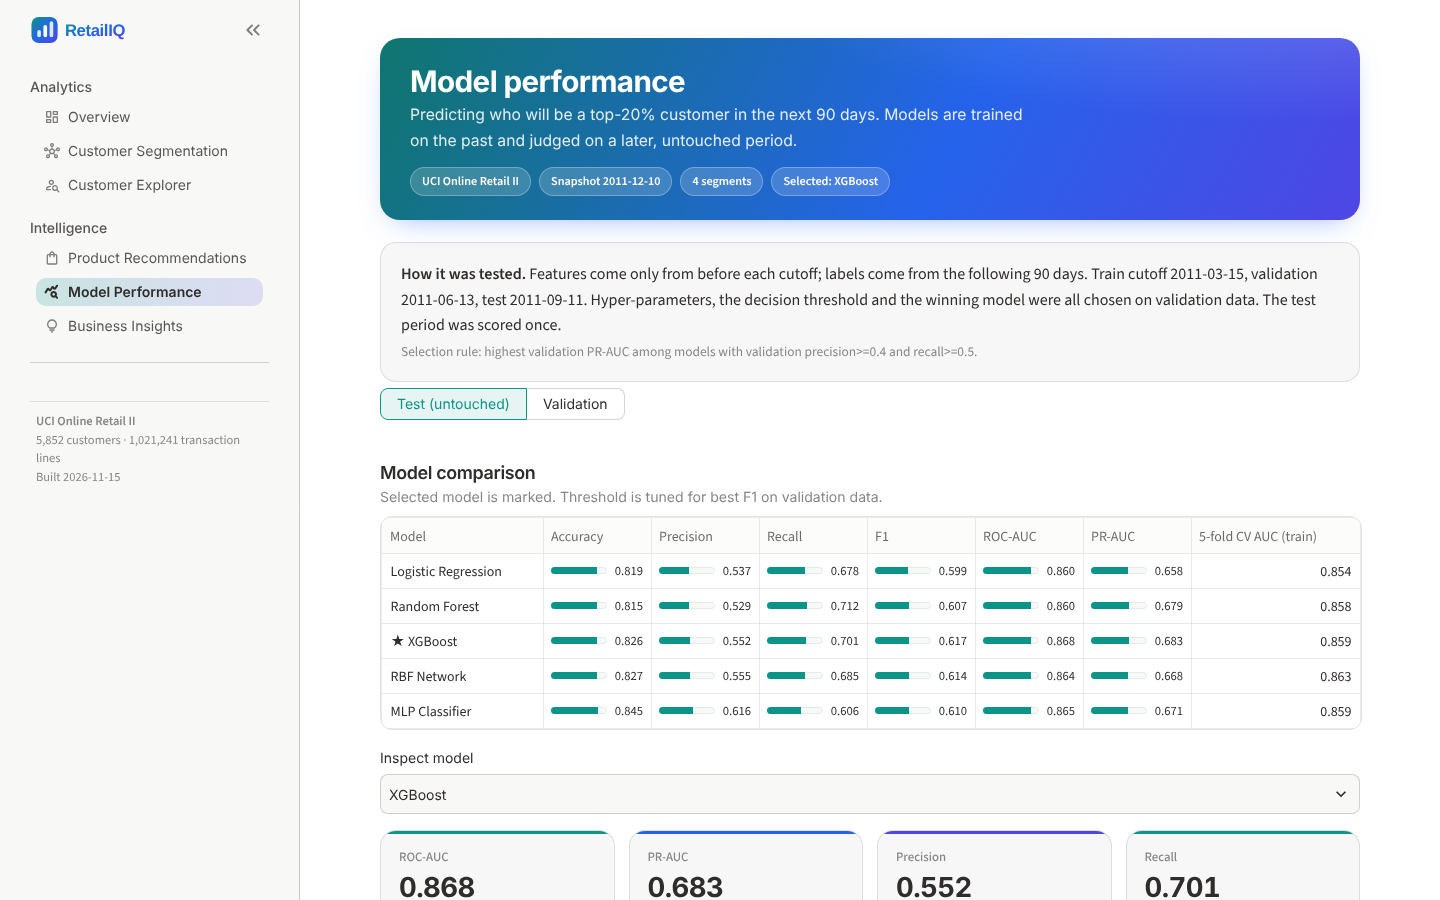 RetailIQ
Analytics
Overview
Customer Segmentation
Customer Explorer
Intelligence
Product Recommendations
Model Performance
Business Insights
UCI Online Retail II
5,852 customers · 1,021,241 transaction
lines
Built 2026-11-15
Model performance
Predicting who will be a top-20% customer in the next 90 days. Models are trained
on the past and judged on a later, untouched period.
UCI Online Retail II Snapshot 2011-12-10 4 segments Selected: XGBoost
How it was tested. Features come only from before each cutoff; labels come from the following 90 days. Train cutoff 2011-03-15, validation
2011-06-13, test 2011-09-11. Hyper-parameters, the decision threshold and the winning model were all chosen on validation data. The test
period was scored once.
Selection rule: highest validation PR-AUC among models with validation precision>=0.4 and recall>=0.5.
Test (untouched) Validation
Model comparison
Selected model is marked. Threshold is tuned for best F1 on validation data.
Model Accuracy Precision Recall F1 ROC-AUC PR-AUC 5-fold CV AUC (train)
Logistic Regression 0.819 0.537 0.678 0.599 0.860 0.658 0.854
Random Forest 0.815 0.529 0.712 0.607 0.860 0.679 0.858
★ XGBoost 0.826 0.552 0.701 0.617 0.868 0.683 0.859
RBF Network 0.827 0.555 0.685 0.614 0.864 0.668 0.863
MLP Classifier 0.845 0.616 0.606 0.610 0.865 0.671 0.859
Inspect model
XGBoost
ROC-AUC PR-AUC Precision Recall
0.868 0.683 0.552 0.701